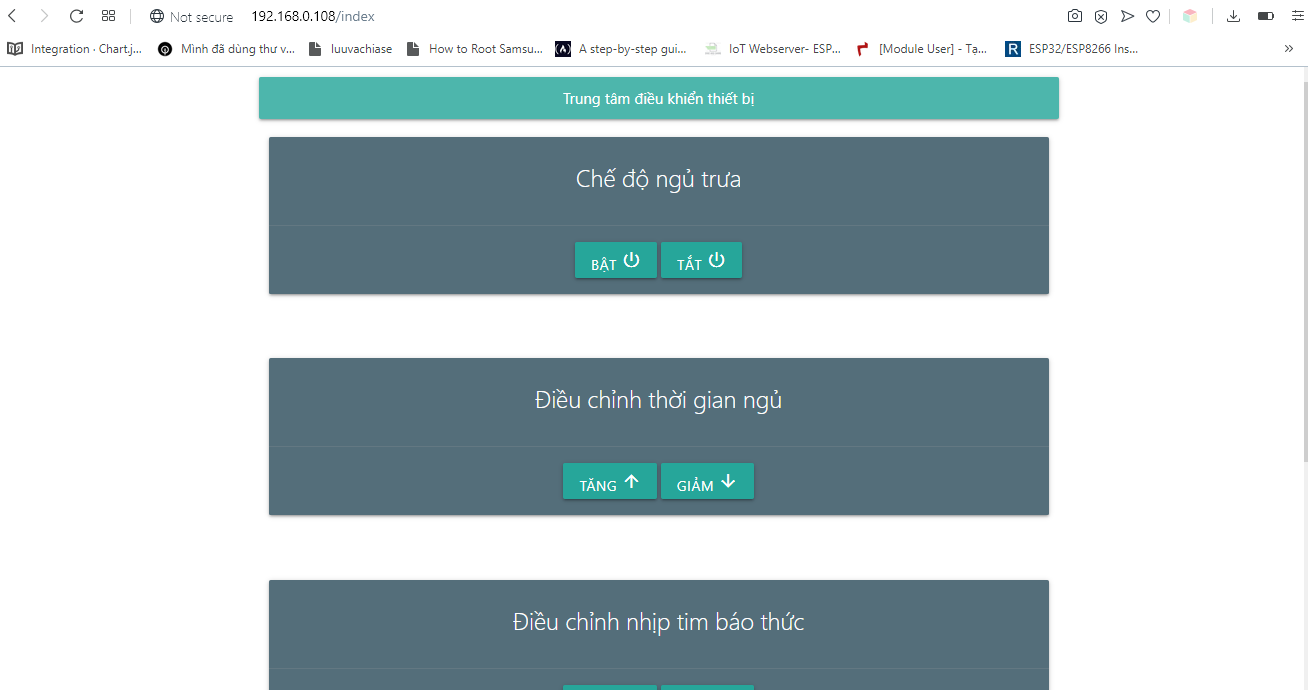 Not secure 192.168.0.108/index
Integration · Chart.j... Mình đã dùng thư v... luuvachiase How to Root Samsu... A step-by-step gui... IoT Webserver- ESP... [Module User] - Tạ... ESP32/ESP8266 Ins... »
Trung tâm điều khiển thiết bị
Chế độ ngủ trưa
BẬT TẮT
Điều chỉnh thời gian ngủ
TĂNG GIẢM
Điều chỉnh nhịp tim báo thức